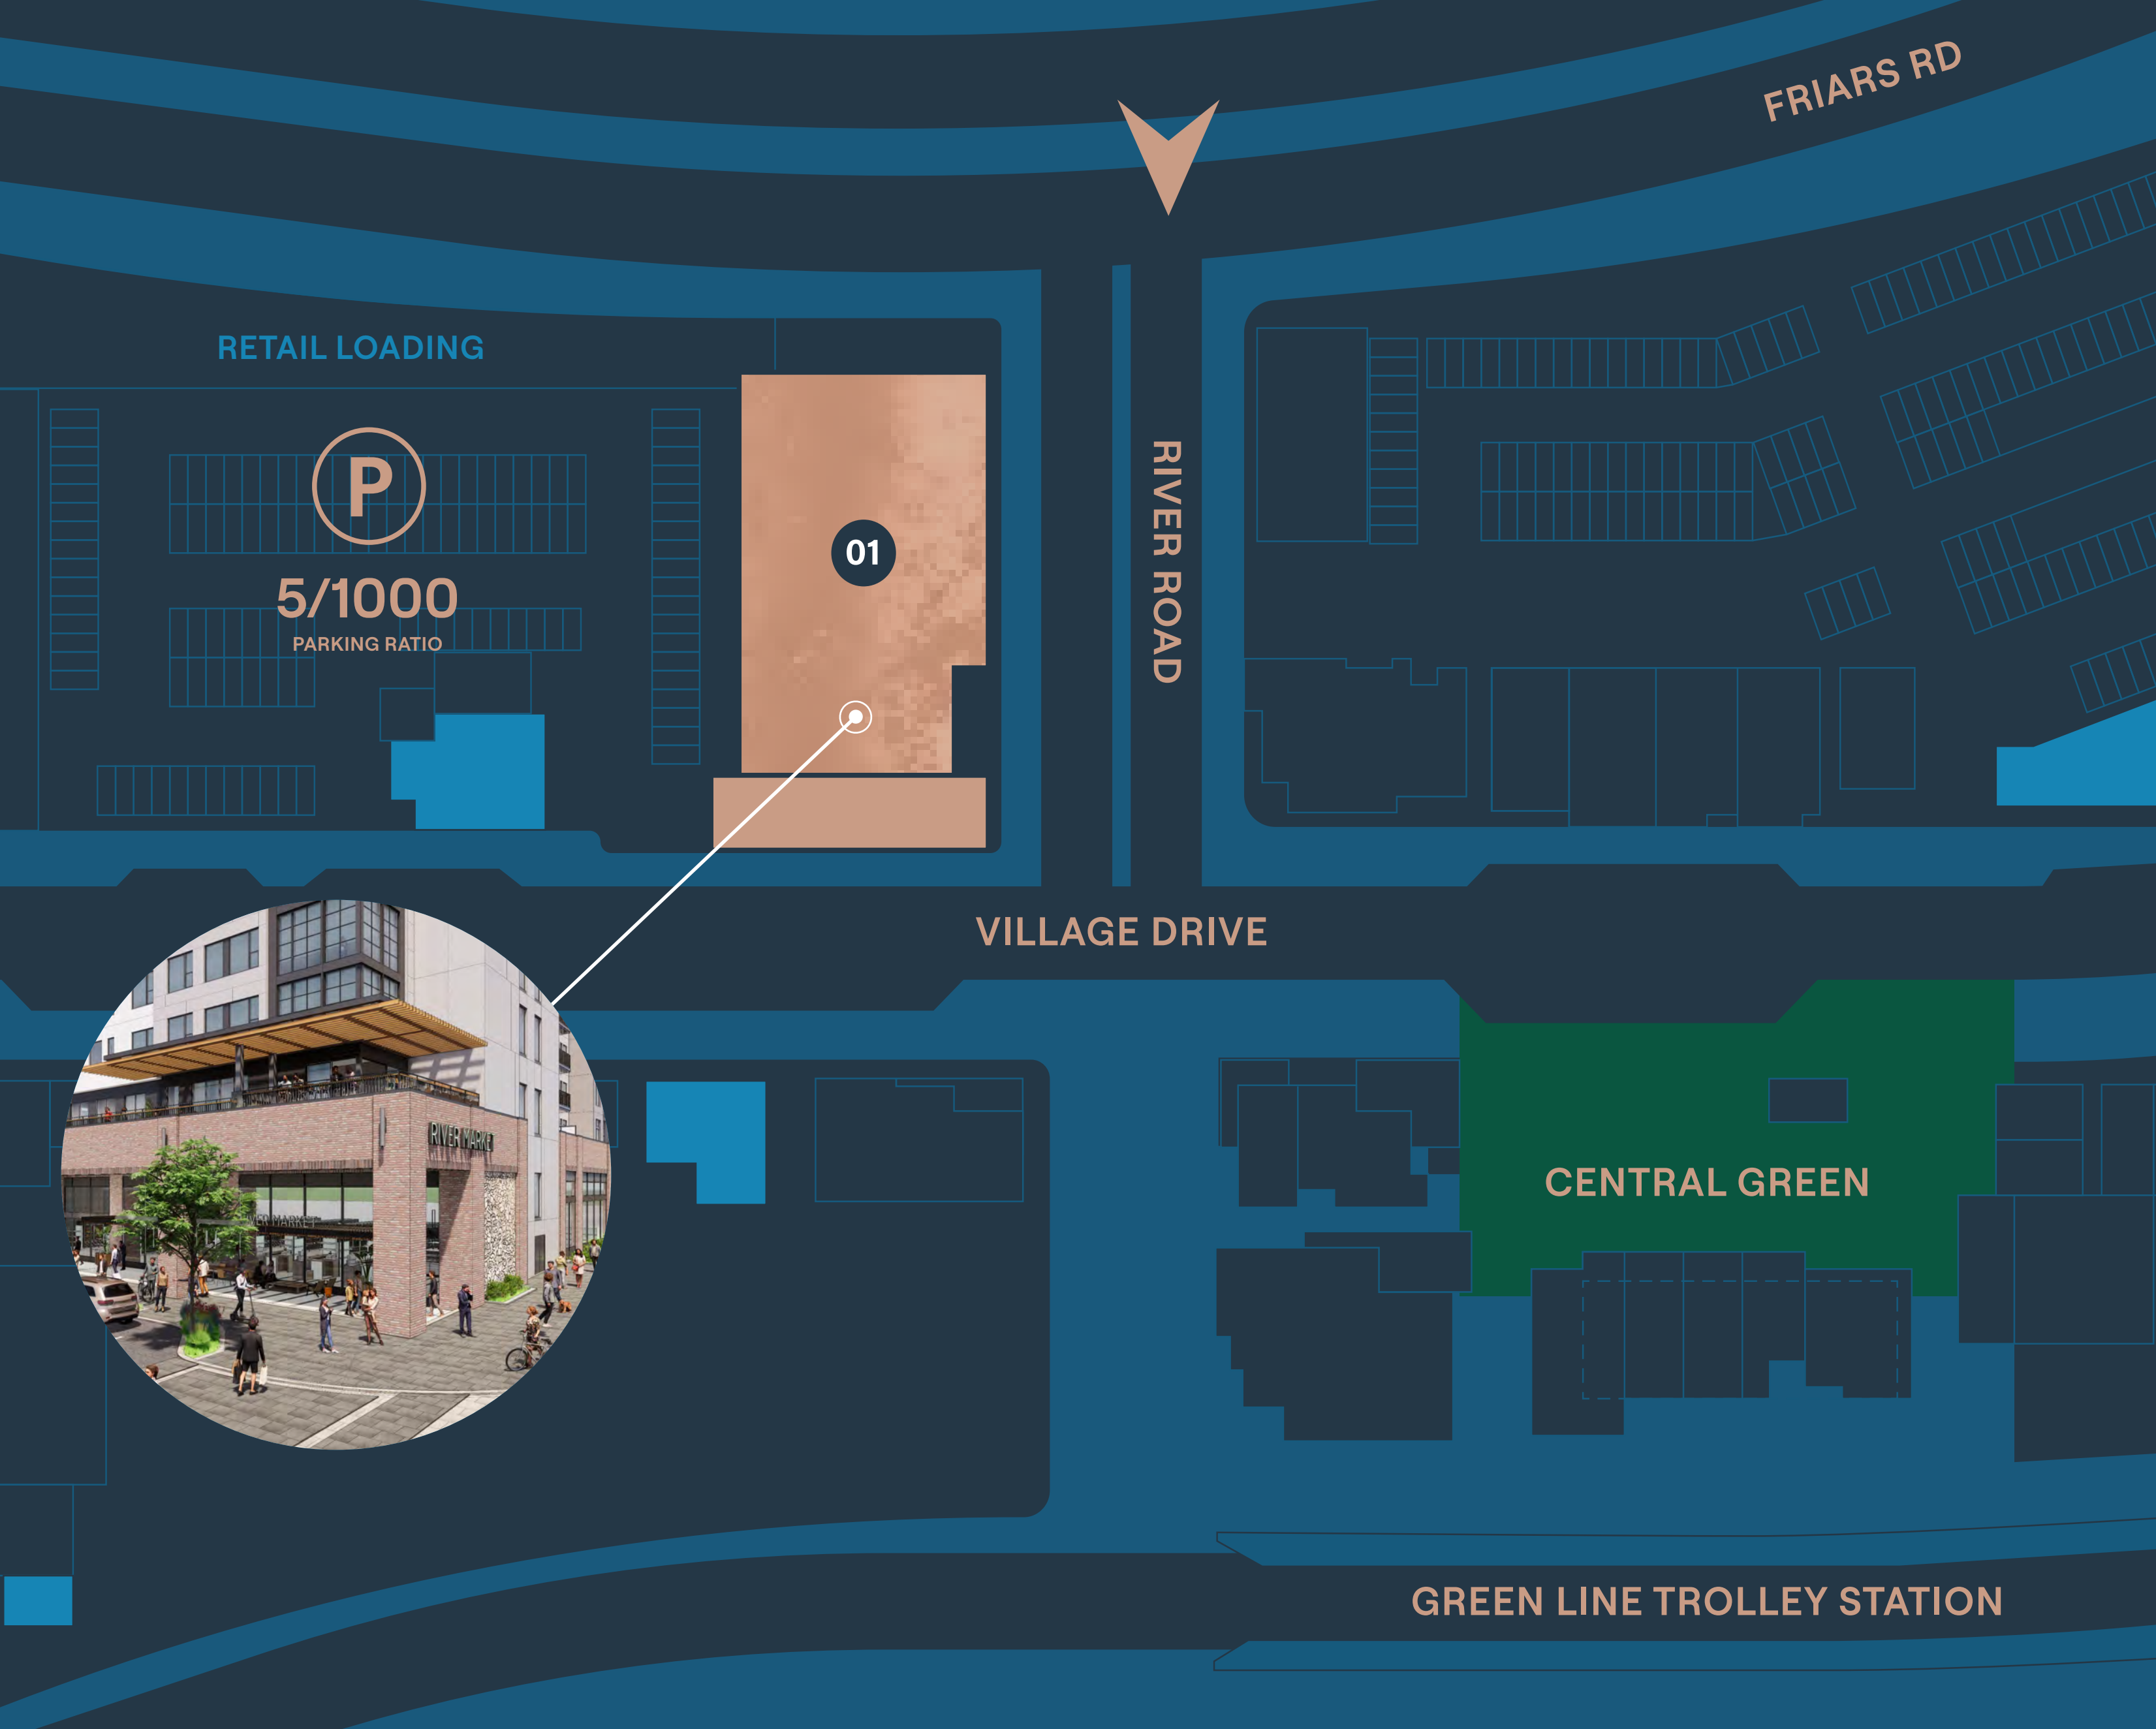 FRIARS RD
RETAIL LOADING
P
5/1000
PARKING RATIO
01
RIVER ROAD
VILLAGE DRIVE
RIVER MARKET
CENTRAL GREEN
GREEN LINE TROLLEY STATION